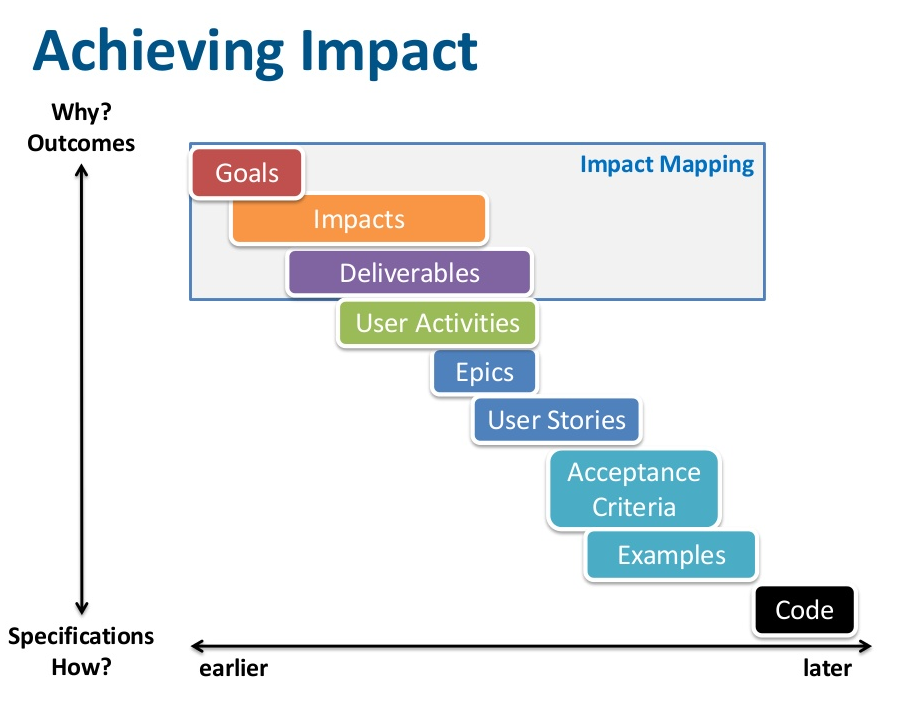 Achieving Impact
Why?
Outcomes
Impact Mapping
Goals
Impacts
Deliverables
User Activities
Epics
User Stories
Acceptance
Criteria
Examples
Code
Specifications
How?
earlier
later